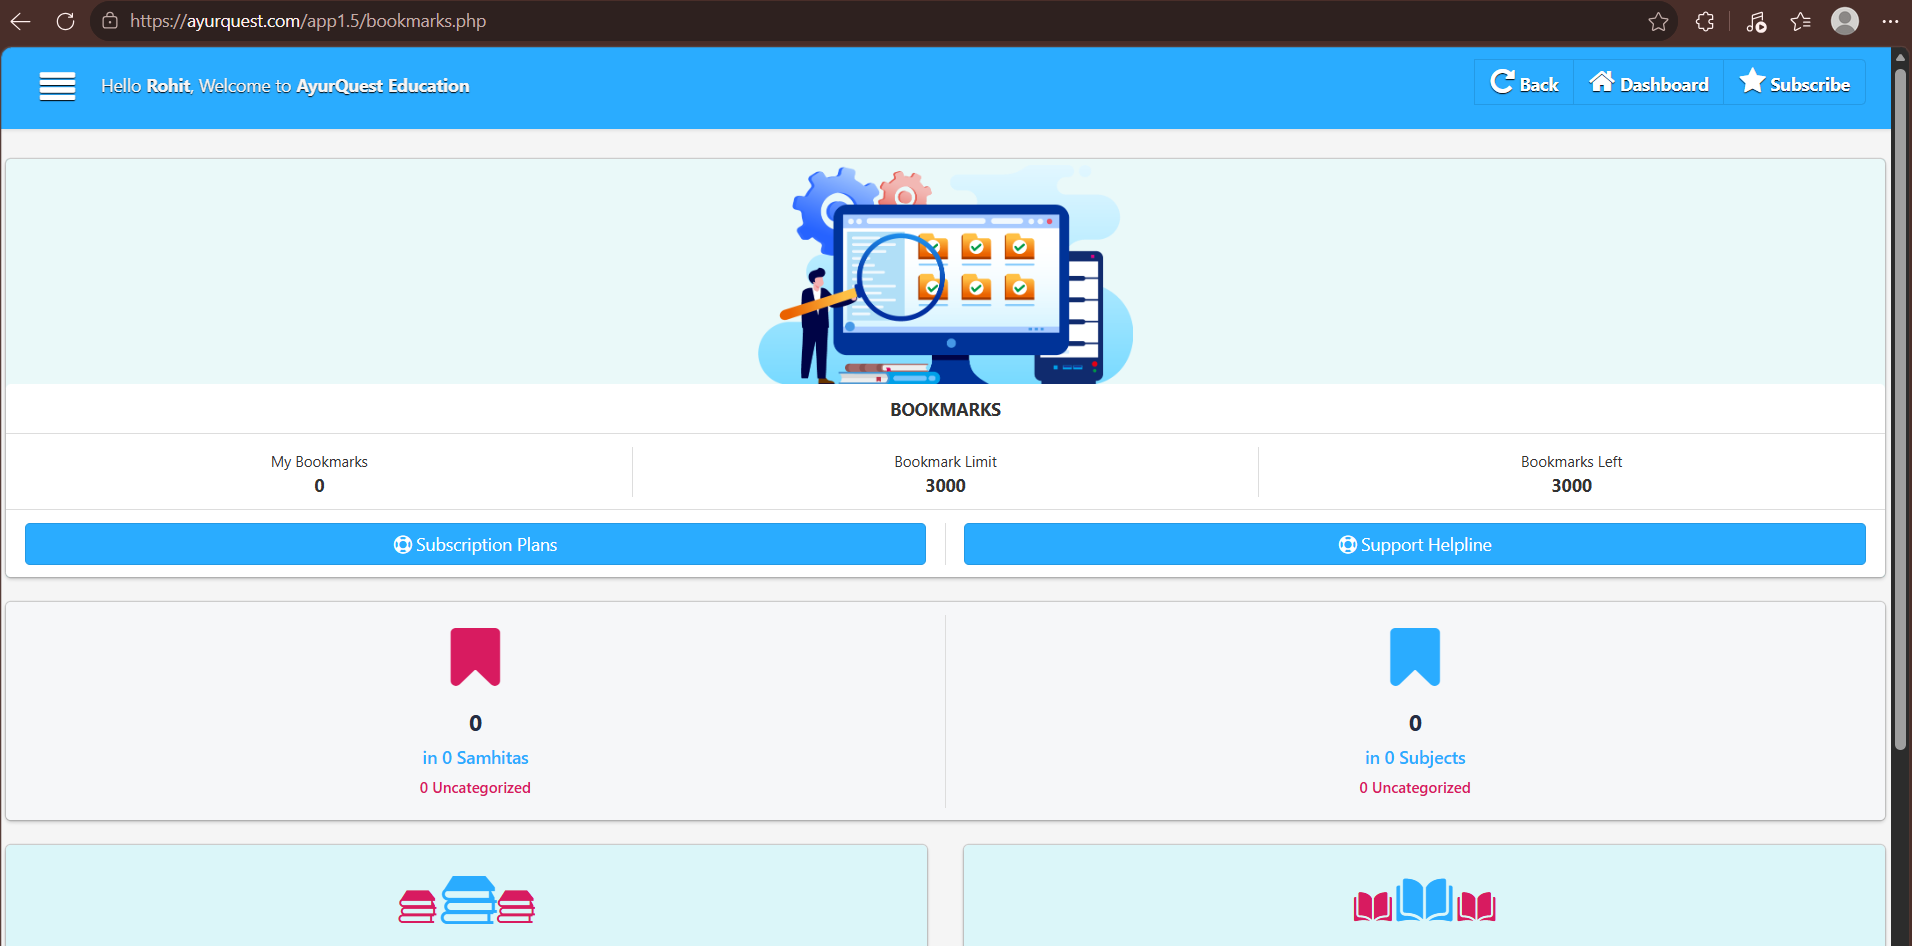 https://ayurquest.com/app1.5/bookmarks.php
Hello Rohit, Welcome to AyurQuest Education
Back
Dashboard
Subscribe
BOOKMARKS
My Bookmarks
0
Bookmark Limit
3000
Bookmarks Left
3000
Subscription Plans
Support Helpline
0
in 0 Samhitas
0 Uncategorized
0
in 0 Subjects
0 Uncategorized